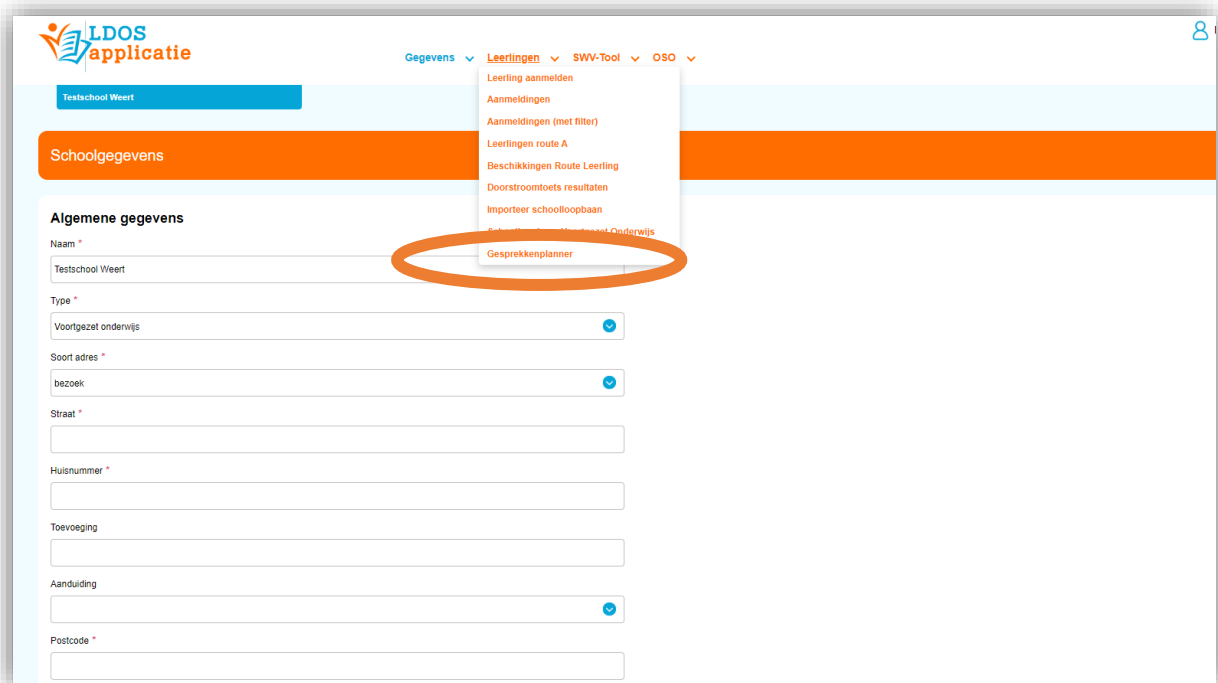 LDOS
applicatie
Gegevens Leerlingen SWV-Tool OSO
Leerling aanmelden
Aanmeldingen
Aanmeldingen (met filter)
Leerlingen route A
Beschikkingen Route Leerling
Doorstroomtoets resultaten
Importeer schoolloopbaan
Onderwijs
Gesprekkenplanner
Testschool Weert
Schoolgegevens
Algemene gegevens
Naam *
Testschool Weert
Type *
Voortgezet onderwijs
Soort adres *
bezoek
Straat *
Huisnummer *
Toevoeging
Aanduiding
Postcode *